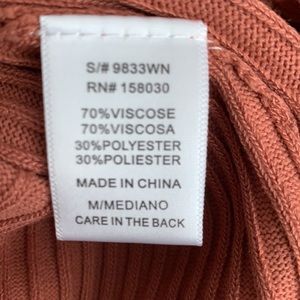 S/# 9833WN
RN# 158030
70%VISCOSE
70%VISCOSA
30%POLYESTER
30%POLIESTER
MADE IN CHINA
M/MEDIANO
CARE IN THE BACK